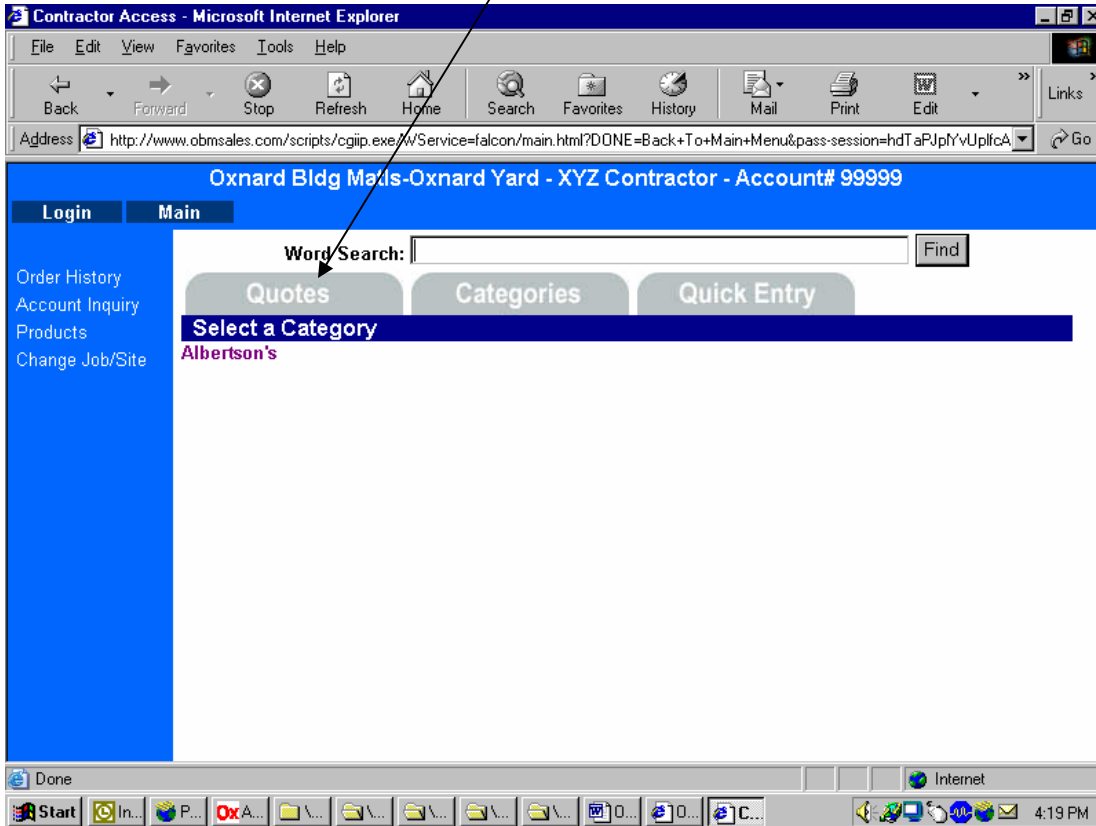 Contractor Access - Microsoft Internet Explorer
File Edit View Favorites Tools Help
Back Forward Stop Refresh Home Search Favorites History Mail Print Edit » Links »
Address http://www.obmsales.com/scripts/cgiip.exe/WService=falcon/main.html?DONE=Back+To+Main+Menu&pass-session= Go
Oxnard Bldg Matls-Oxnard Yard - XYZ Contractor - Account# 99999
Login Main
Word Search: Find
Order History
Account Inquiry
Products
Change Job/Site
Quotes Categories Quick Entry
Select a Category
Albertson's
Done Internet
Start In... P... Ox A... \... \... \... \... \... O... O... C... 4:19 PM